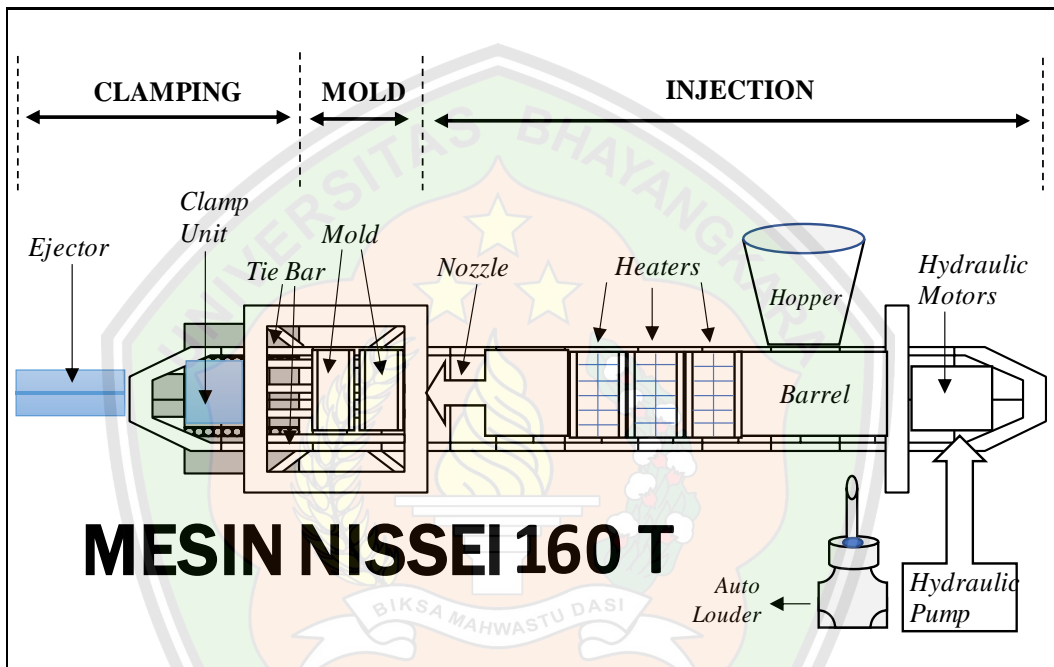 CLAMPING
MOLD
INJECTION
UNIVERSITAS BHAYANGKARA
Ejector
Clamp
Unit
Tie Bar
Mold
Nozzle
Heaters
Hopper
Hydraulic
Motors
Barrel
MESIN NISSEI 160 T
Auto
Louder
Hydraulic
Pump
BIKSA MAHWASTU DASI